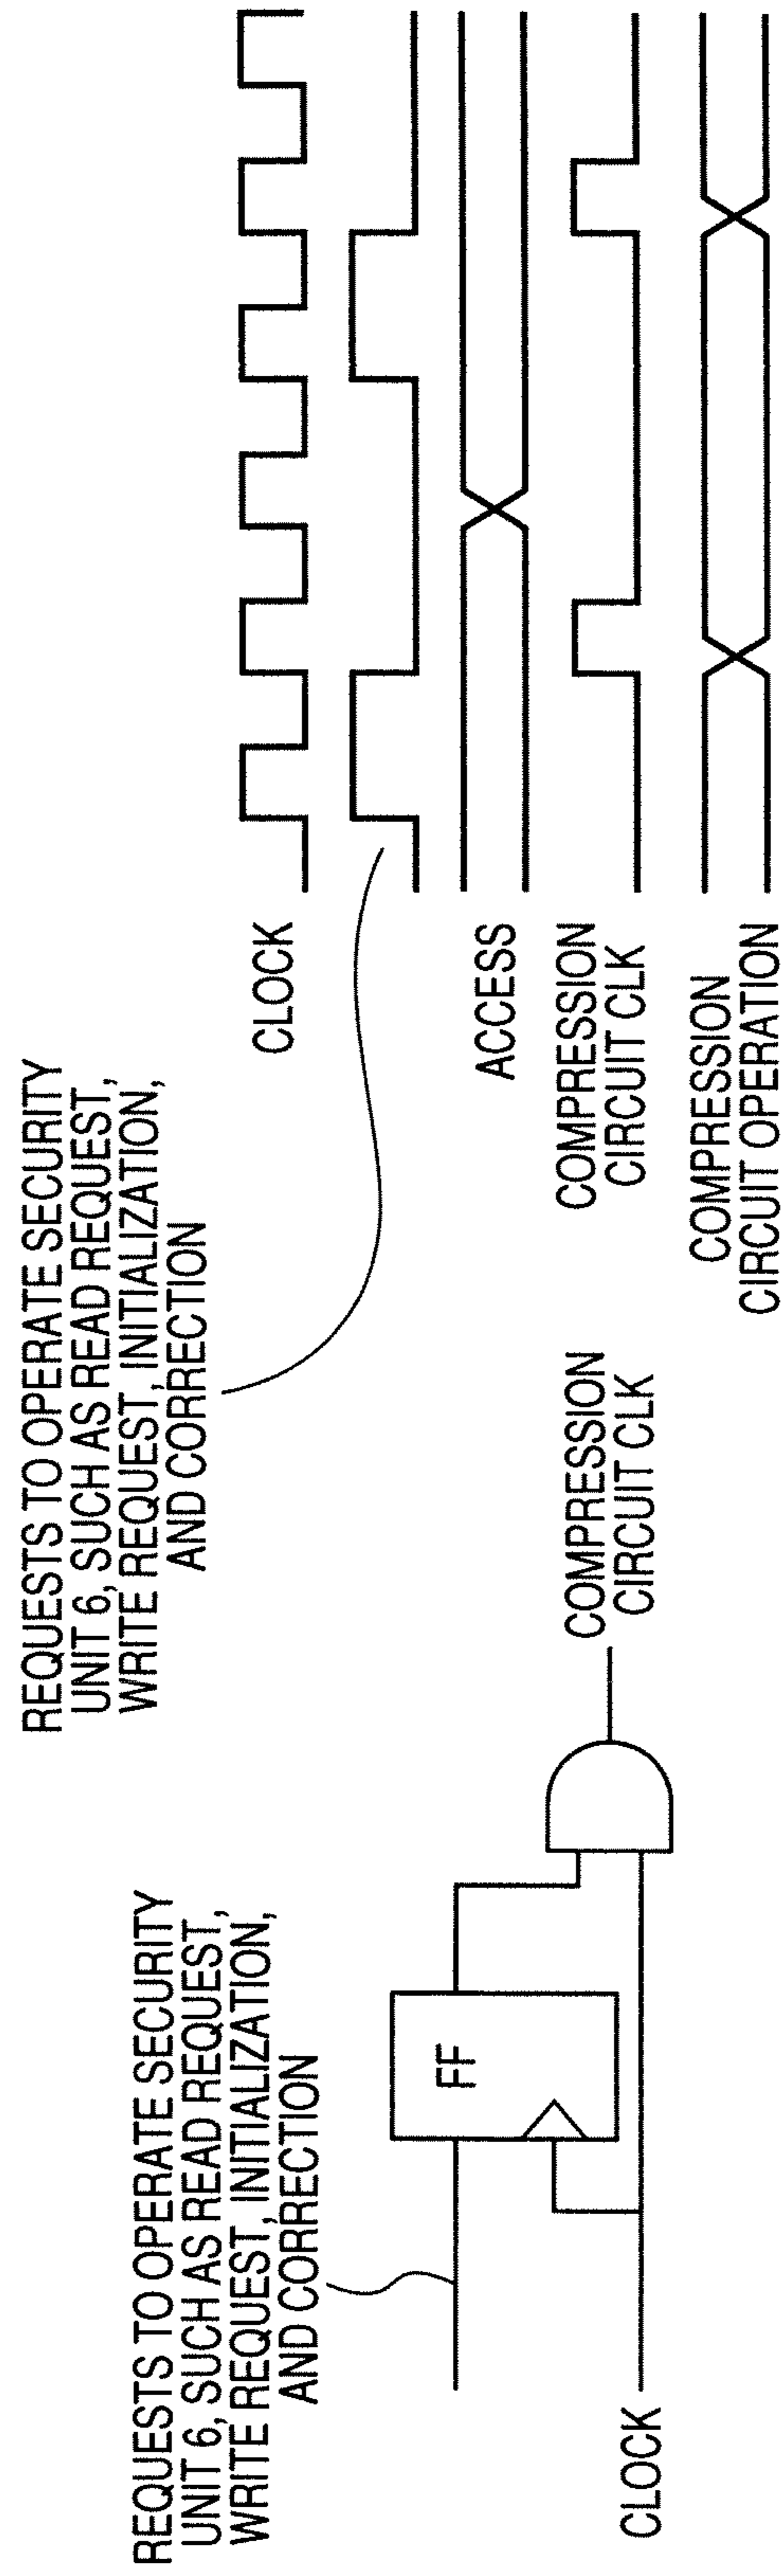 REQUESTS TO OPERATE SECURITY
UNIT 6, SUCH AS READ REQUEST,
WRITE REQUEST, INITIALIZATION,
AND CORRECTION
FF
CLOCK
COMPRESSION
CIRCUIT CLK
REQUESTS TO OPERATE SECURITY
UNIT 6, SUCH AS READ REQUEST,
WRITE REQUEST, INITIALIZATION,
AND CORRECTION
CLOCK
ACCESS
COMPRESSION
CIRCUIT CLK
COMPRESSION
CIRCUIT OPERATION